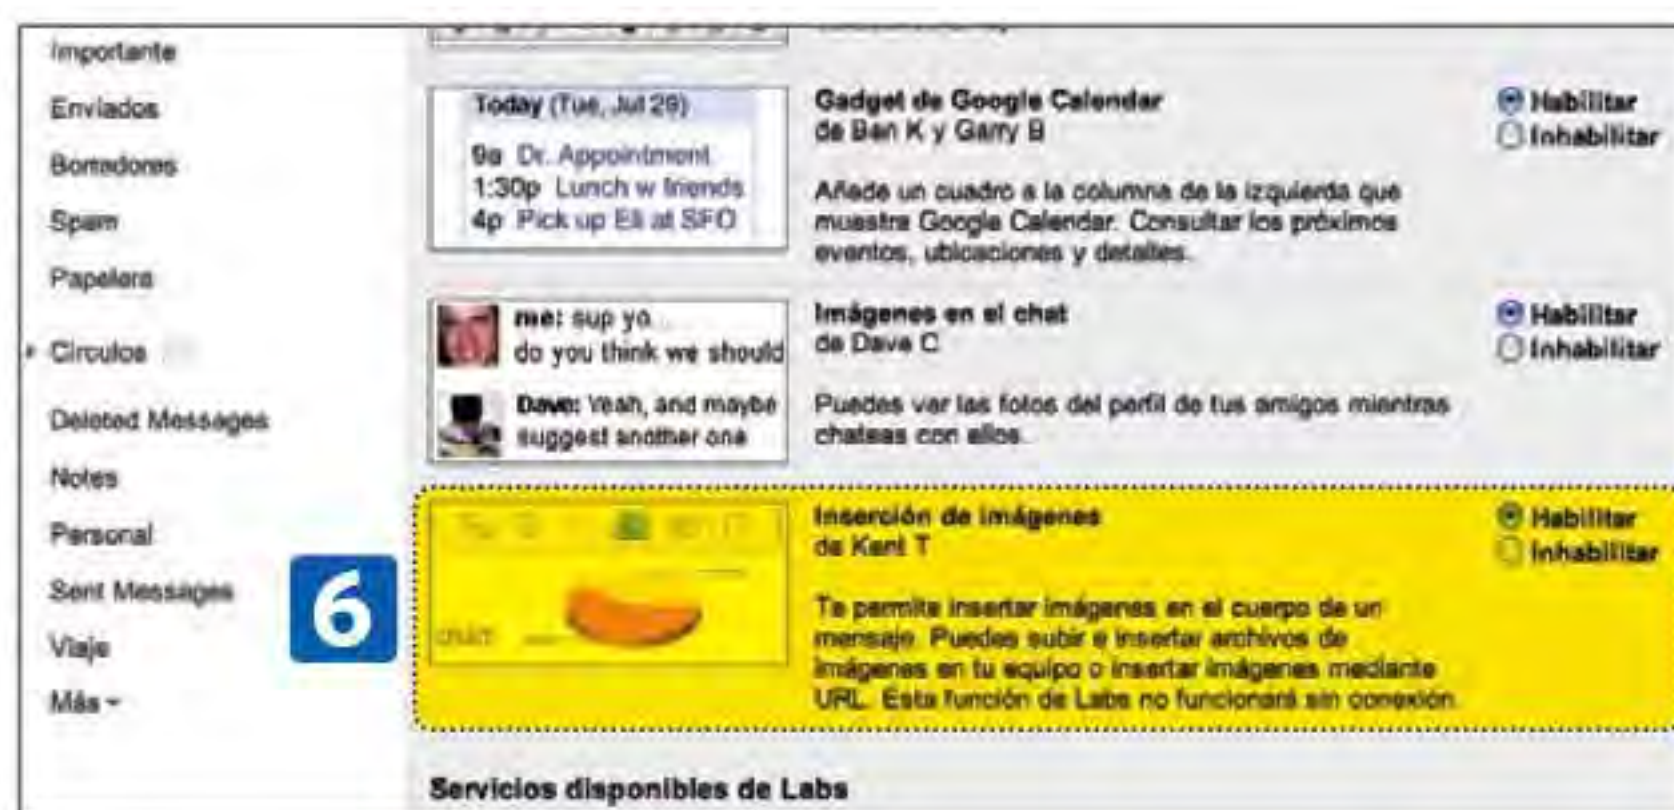 Importante
Enviados
Borradores
Spam
Papelera
Círculos
Deleted Messages
Notes
Personal
Sent Messages
Viaje
Más
6
Today (Tue, Jul 29)
9a Dr. Appointment
1:30p Lunch w friends
4p Pick up Eli at SFO
Gadget de Google Calendar
de Ben K y Garry B
Añade un cuadro a la columna de la izquierda que
muestra Google Calendar. Consultar los próximos
eventos, ubicaciones y detalles.
Habilitar
Inhabilitar
me: sup yo...
do you think we should
Dave: Yeah, and maybe
suggest another one
Imágenes en el chat
de Dave C
Puedes ver las fotos del perfil de tus amigos mientras
chateas con ellos.
Habilitar
Inhabilitar
Inserción de imágenes
de Kent T
Te permite insertar imágenes en el cuerpo de un
mensaje. Puedes subir e insertar archivos de
imágenes en tu equipo o insertar imágenes mediante
URL. Esta función de Labs no funcionará sin conexión.
Habilitar
Inhabilitar
Servicios disponibles de Labs